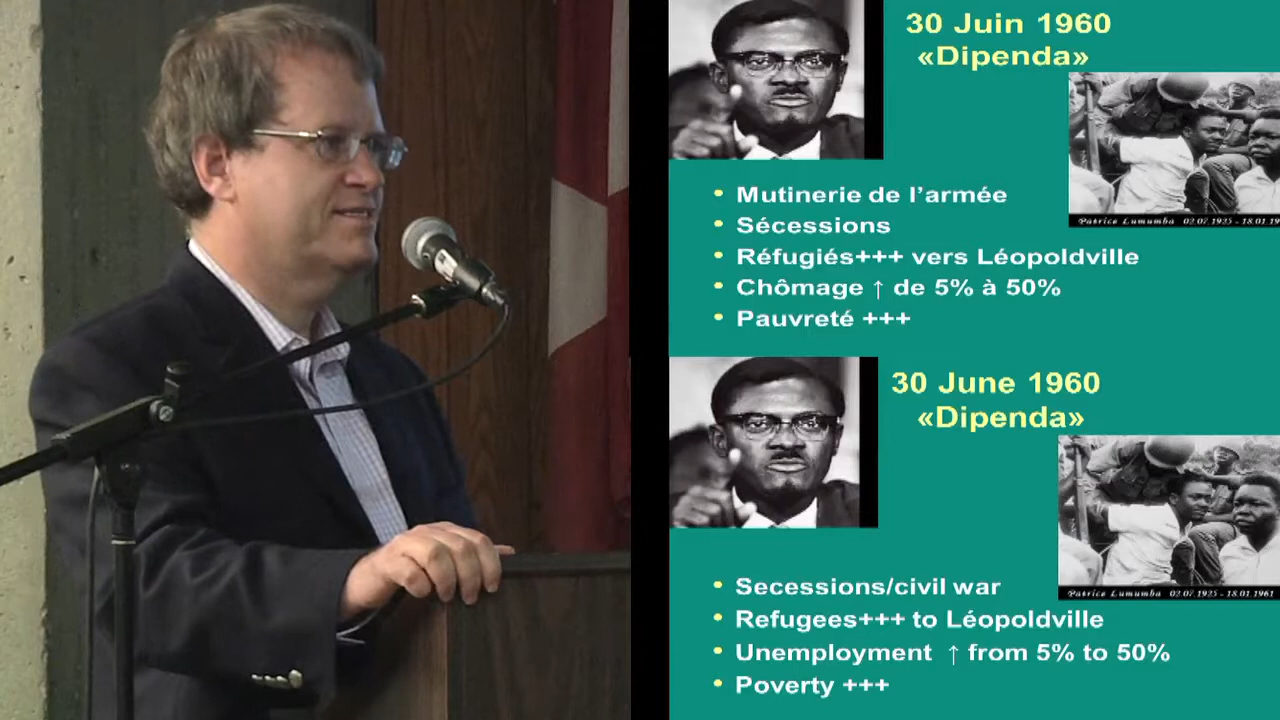 30 Juin 1960
«Dipenda»
Patrice Lumumba 02.07.1925 - 18.01.19
• Mutinerie de l'armée
• Sécessions
• Réfugiés+++ vers Léopoldville
• Chômage ↑ de 5% à 50%
• Pauvreté +++
30 June 1960
«Dipenda»
Patrice Lumumba 02.07.1925 - 18.01.1961
• Secessions/civil war
• Refugees+++ to Léopoldville
• Unemployment ↑ from 5% to 50%
• Poverty +++